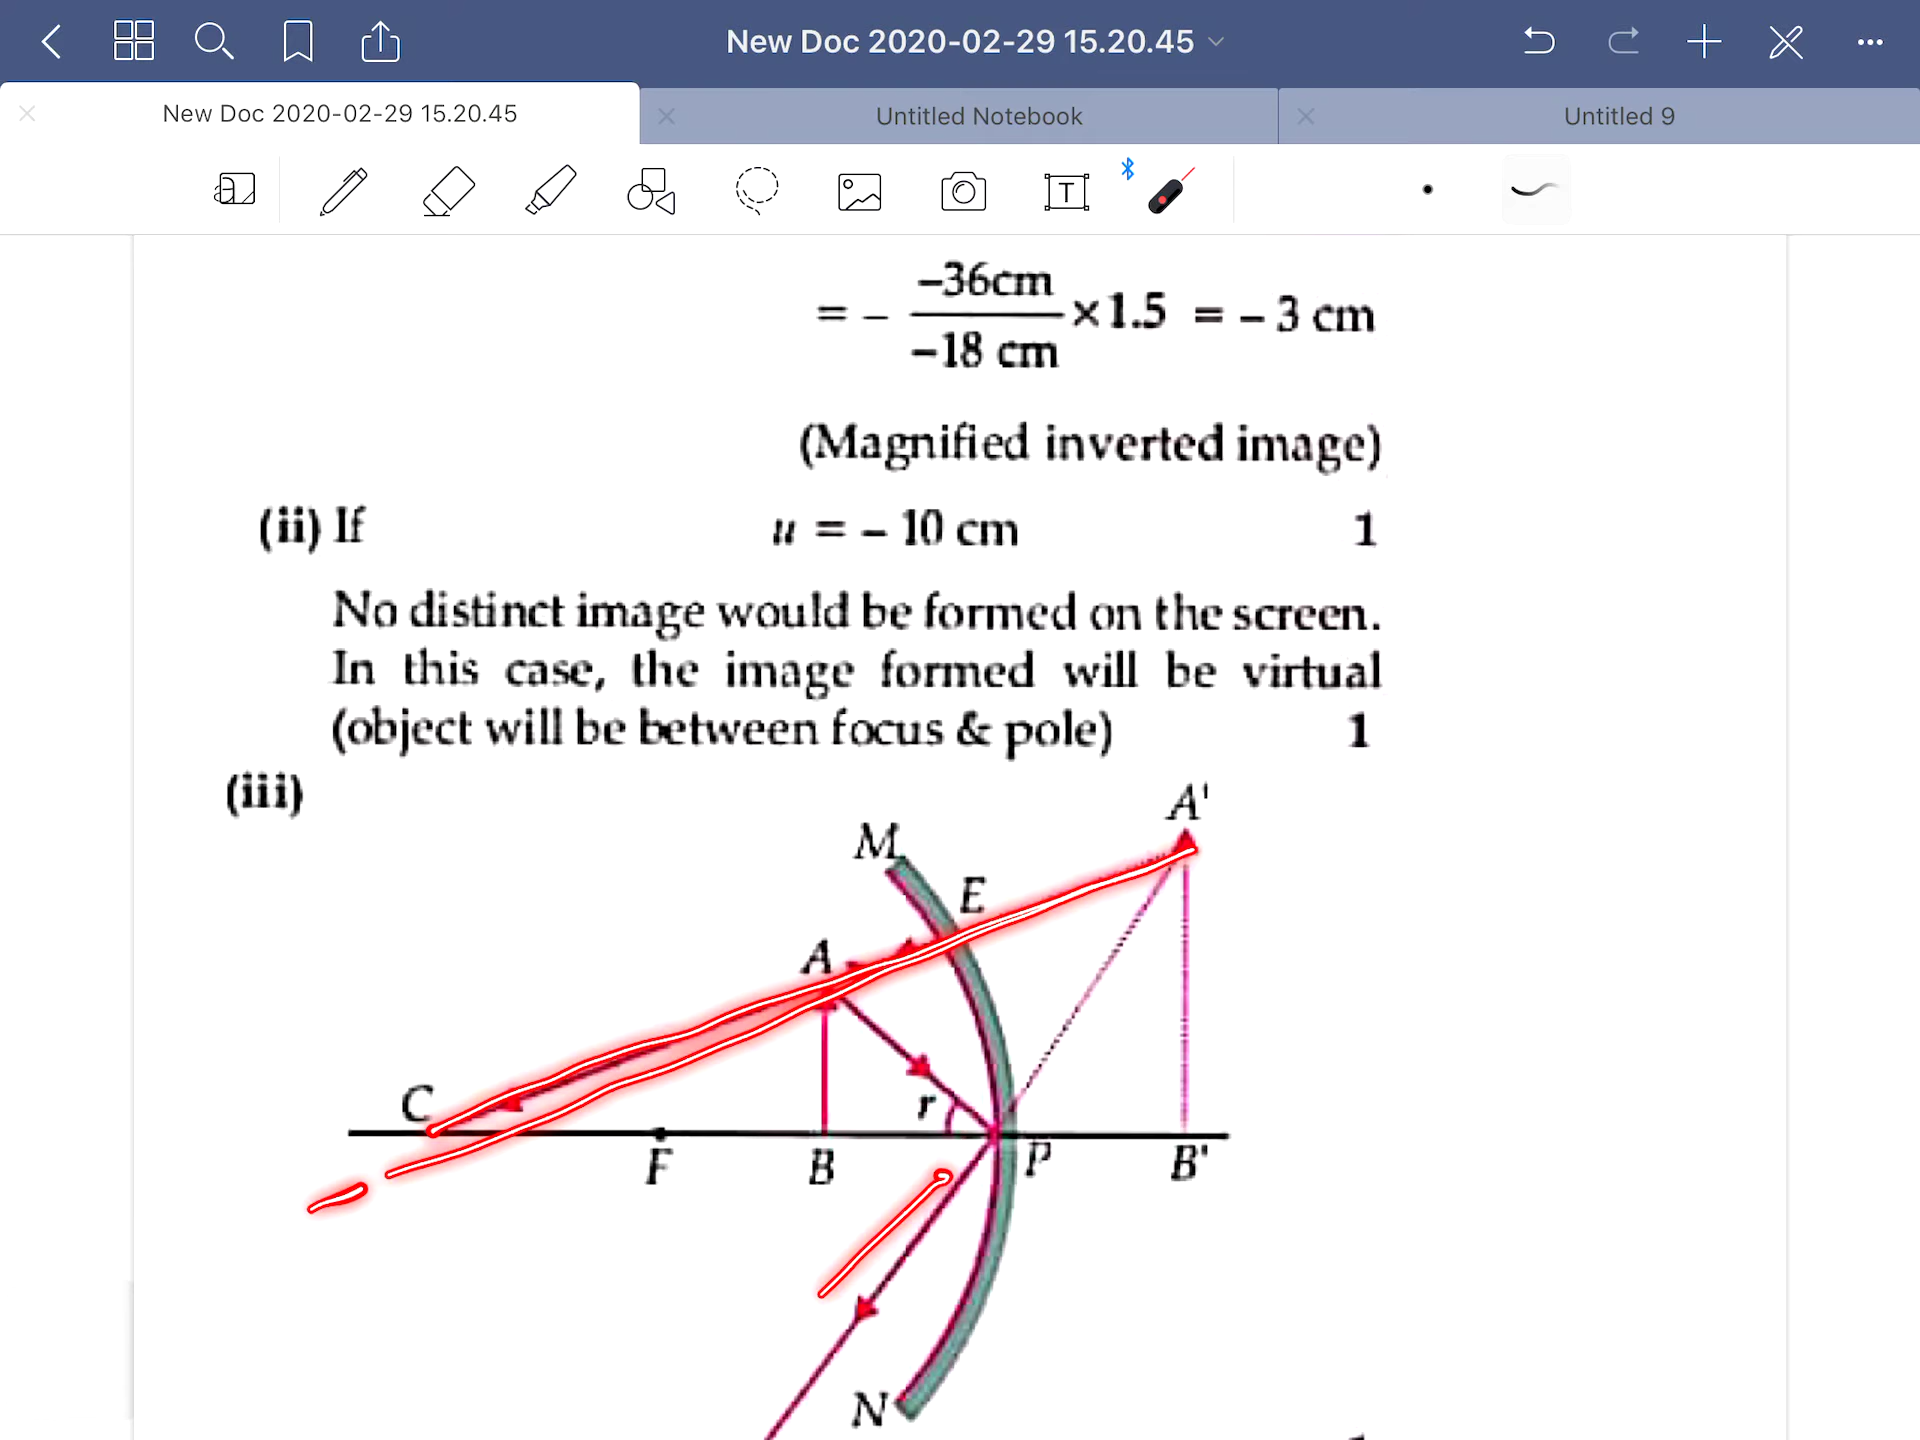 New Doc 2020-02-29 15.20.45
New Doc 2020-02-29 15.20.45
Untitled Notebook
Untitled 9
a
T
= – –36cm / –18 cm ×1.5 = – 3 cm
(Magnified inverted image)
(ii) If u = – 10 cm 1
No distinct image would be formed on the screen.
In this case, the image formed will be virtual
(object will be between focus & pole) 1
(iii)
A'
M
E
A
C
r
F
B
P
B'
N